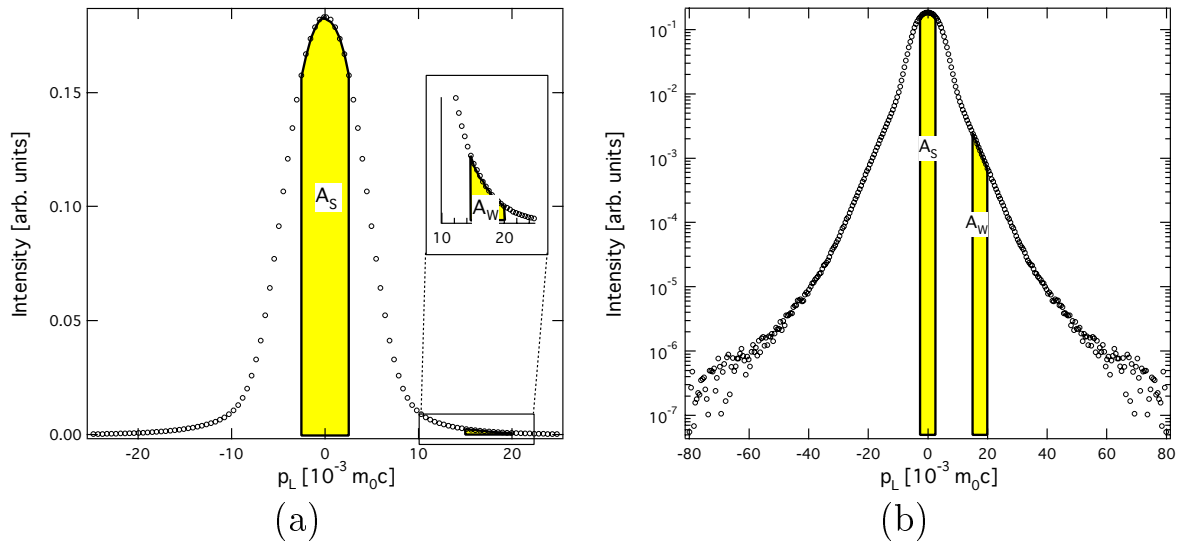 Intensity [arb. units]
0.15
0.10
0.05
0.00
A_S
A_W
10 20
-20 -10 0 10 20
p_L [10^-3 m_0c]
(a)
Intensity [arb. units]
10^-1
10^-2
10^-3
10^-4
10^-5
10^-6
10^-7
A_S
A_W
-80 -60 -40 -20 0 20 40 60 80
p_L [10^-3 m_0c]
(b)